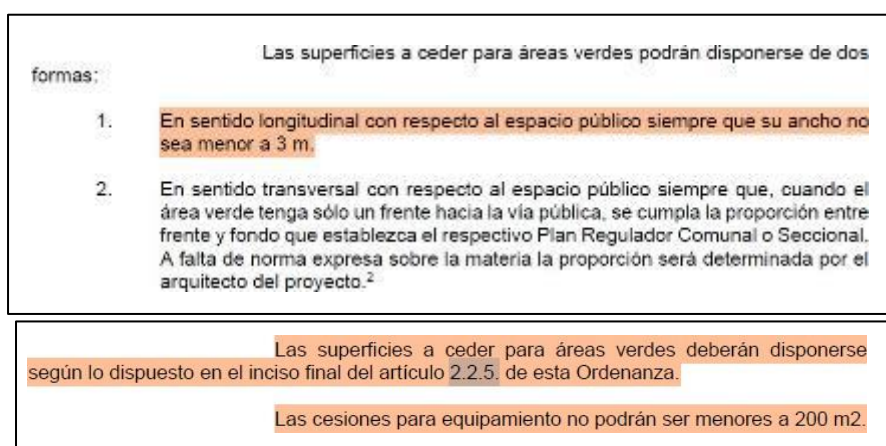 Las superficies a ceder para áreas verdes podrán disponerse de dos
formas:
1. En sentido longitudinal con respecto al espacio público siempre que su ancho no
sea menor a 3 m.
2. En sentido transversal con respecto al espacio público siempre que, cuando el
área verde tenga sólo un frente hacia la vía pública, se cumpla la proporción entre
frente y fondo que establezca el respectivo Plan Regulador Comunal o Seccional.
A falta de norma expresa sobre la materia la proporción será determinada por el
arquitecto del proyecto.²
Las superficies a ceder para áreas verdes deberán disponerse
según lo dispuesto en el inciso final del artículo 2.2.5. de esta Ordenanza.
Las cesiones para equipamiento no podrán ser menores a 200 m2.